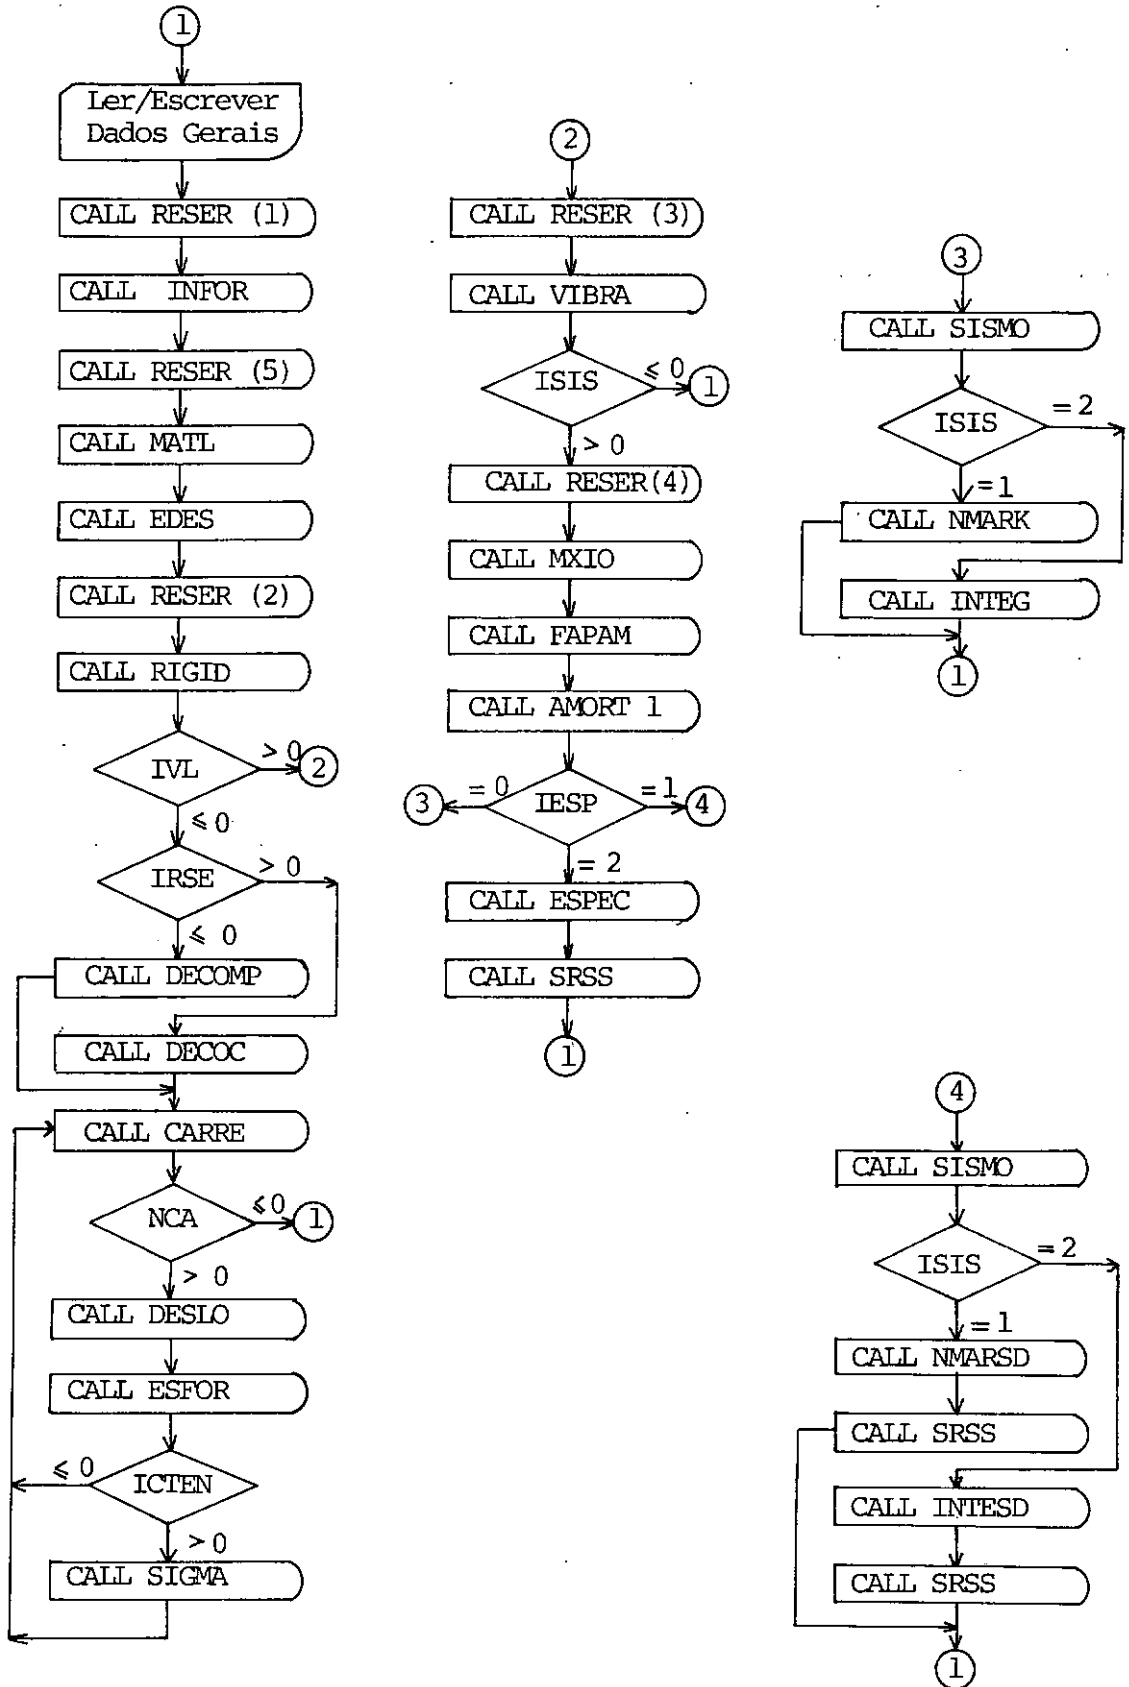 1
Ler/Escrever
Dados Gerais
CALL RESER (1)
CALL INFOR
CALL RESER (5)
CALL MATL
CALL EDES
CALL RESER (2)
CALL RIGID
IVL
> 0
2
≤ 0
IRSE
> 0
≤ 0
CALL DECOMP
CALL DECOC
CALL CARRE
NCA
≤0
1
> 0
CALL DESLO
CALL ESFOR
ICTEN
≤ 0
> 0
CALL SIGMA
2
CALL RESER (3)
CALL VIBRA
ISIS
≤ 0
1
> 0
CALL RESER(4)
CALL MXIO
CALL FAPAM
CALL AMORT 1
IESP
= 0
3
=1
4
= 2
CALL ESPEC
CALL SRSS
1
3
CALL SISMO
ISIS
= 2
=1
CALL NMARK
CALL INTEG
1
4
CALL SISMO
ISIS
= 2
=1
CALL NMARSD
CALL SRSS
CALL INTESD
CALL SRSS
1